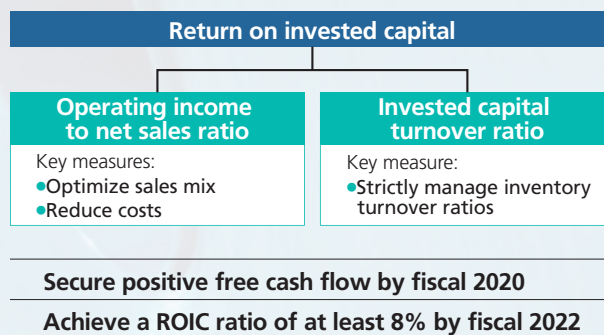 Return on invested capital
Operating income
to net sales ratio
Key measures:
●Optimize sales mix
●Reduce costs
Invested capital
turnover ratio
Key measure:
●Strictly manage inventory
turnover ratios
Secure positive free cash flow by fiscal 2020
Achieve a ROIC ratio of at least 8% by fiscal 2022